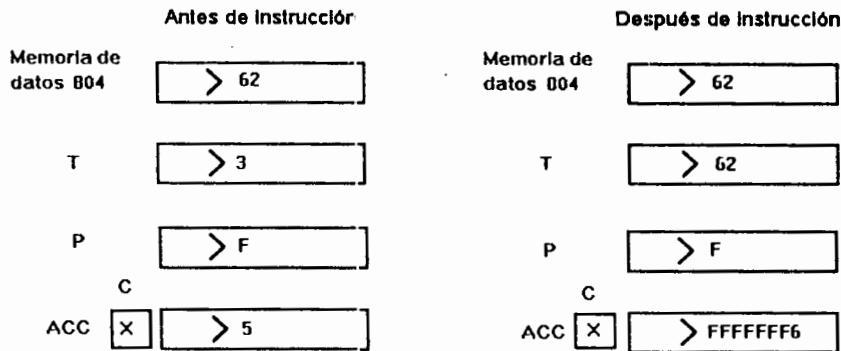 Antes de Instrucción
Después de Instrucción
Memoria de
datos 804
> 62
Memoria de
datos 804
> 62
T
> 3
T
> 62
P
> F
P
> F
C
C
ACC
X
> 5
ACC
X
> FFFFFFF6